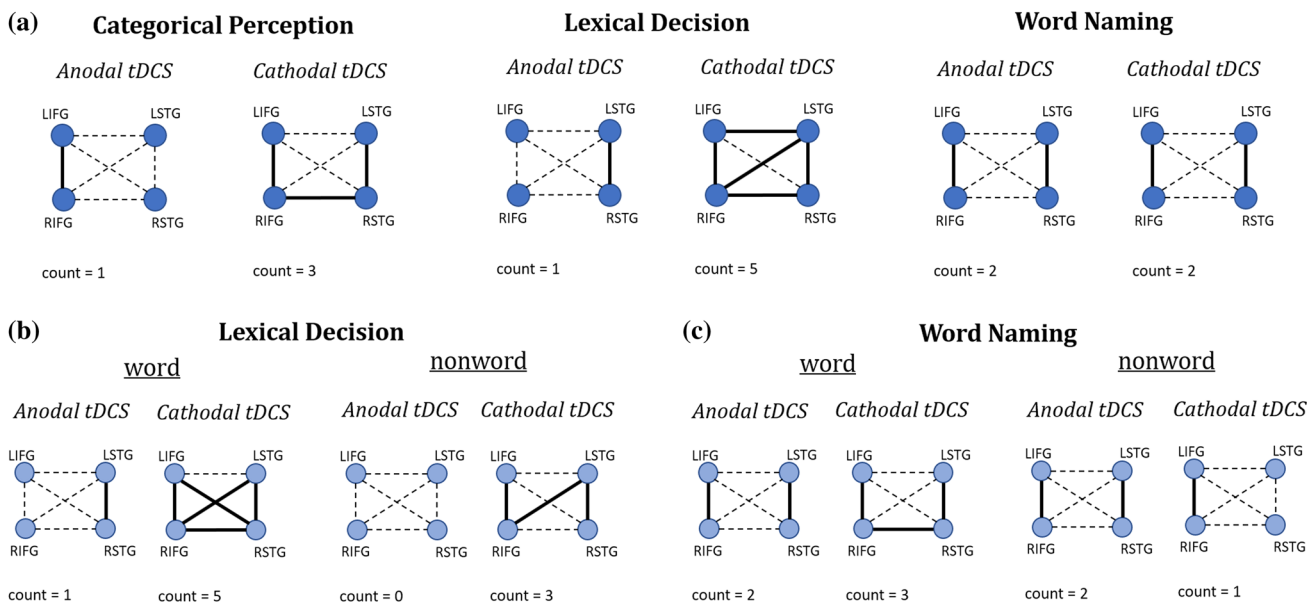 (a) Categorical Perception Lexical Decision Word Naming
Anodal tDCS Cathodal tDCS Anodal tDCS Cathodal tDCS Anodal tDCS Cathodal tDCS
LIFG LSTG LIFG LSTG LIFG LSTG LIFG LSTG LIFG LSTG LIFG LSTG
RIFG RSTG RIFG RSTG RIFG RSTG RIFG RSTG RIFG RSTG RIFG RSTG
count = 1 count = 3 count = 1 count = 5 count = 2 count = 2
(b) Lexical Decision (c) Word Naming
word nonword word nonword
Anodal tDCS Cathodal tDCS Anodal tDCS Cathodal tDCS Anodal tDCS Cathodal tDCS Anodal tDCS Cathodal tDCS
LIFG LSTG LIFG LSTG LIFG LSTG LIFG LSTG LIFG LSTG LIFG LSTG LIFG LSTG LIFG LSTG
RIFG RSTG RIFG RSTG RIFG RSTG RIFG RSTG RIFG RSTG RIFG RSTG RIFG RSTG RIFG RSTG
count = 1 count = 5 count = 0 count = 3 count = 2 count = 3 count = 2 count = 1